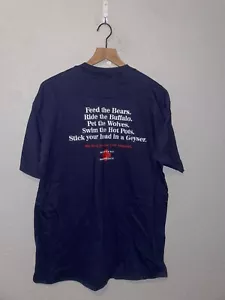 Feed the Bears.
Ride the Buffalo.
Pet the Wolves.
Swim the Hot Pots.
Stick your head in a Geyser.